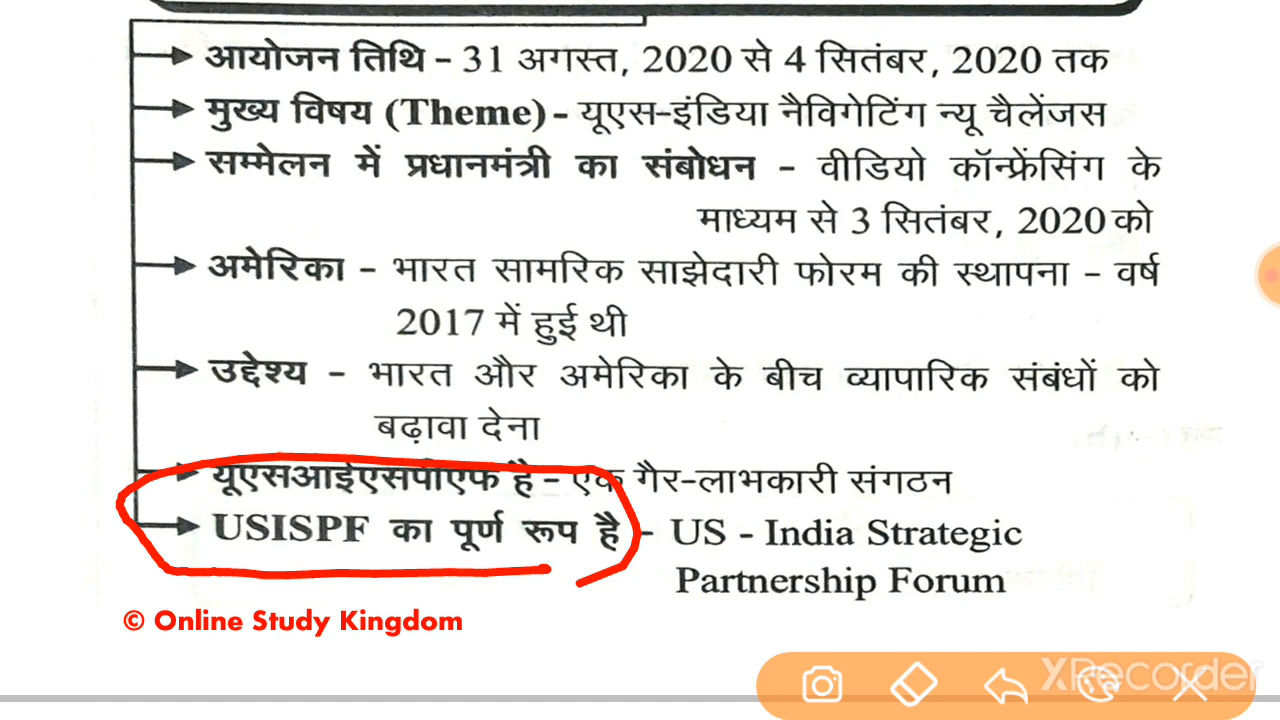 आयोजन तिथि - 31 अगस्त, 2020 से 4 सितंबर, 2020 तक
मुख्य विषय (Theme) - यूएस-इंडिया नैविगेटिंग न्यू चैलेंजस
सम्मेलन में प्रधानमंत्री का संबोधन - वीडियो कॉन्फ्रेंसिंग के
माध्यम से 3 सितंबर, 2020 को
अमेरिका - भारत सामरिक साझेदारी फोरम की स्थापना - वर्ष
2017 में हुई थी
उद्देश्य - भारत और अमेरिका के बीच व्यापारिक संबंधों को
बढ़ावा देना
यूएसआईएसपीएफ है - एक गैर-लाभकारी संगठन
USISPF का पूर्ण रूप है - US - India Strategic
Partnership Forum
© Online Study Kingdom
XRecorder